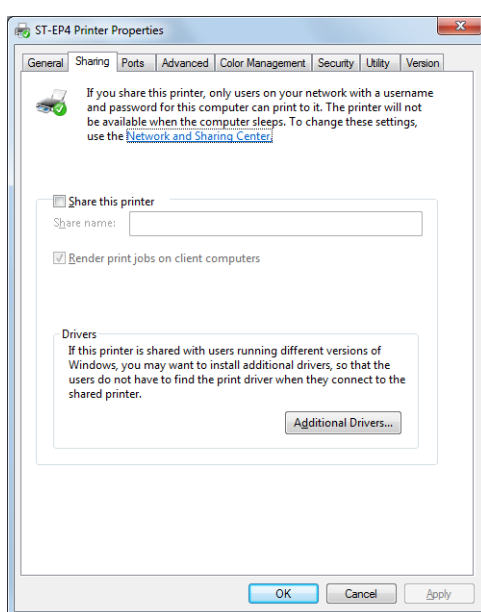 ST-EP4 Printer Properties
General Sharing Ports Advanced Color Management Security Utility Version
If you share this printer, only users on your network with a username
and password for this computer can print to it. The printer will not
be available when the computer sleeps. To change these settings,
use the Network and Sharing Center.
Share this printer
Share name:
Render print jobs on client computers
Drivers
If this printer is shared with users running different versions of
Windows, you may want to install additional drivers, so that the
users do not have to find the print driver when they connect to the
shared printer.
Additional Drivers...
OK Cancel Apply